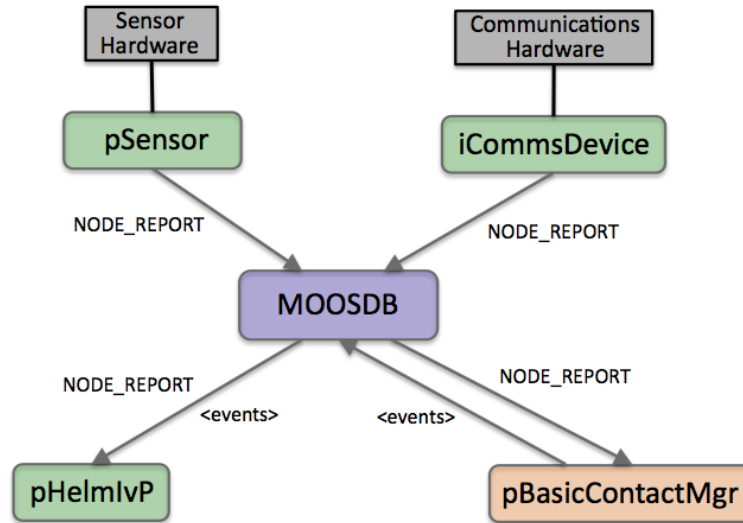 Sensor
Hardware
Communications
Hardware
pSensor
iCommsDevice
NODE_REPORT
NODE_REPORT
MOOSDB
NODE_REPORT
NODE_REPORT
<events>
<events>
pHelmIvP
pBasicContactMgr